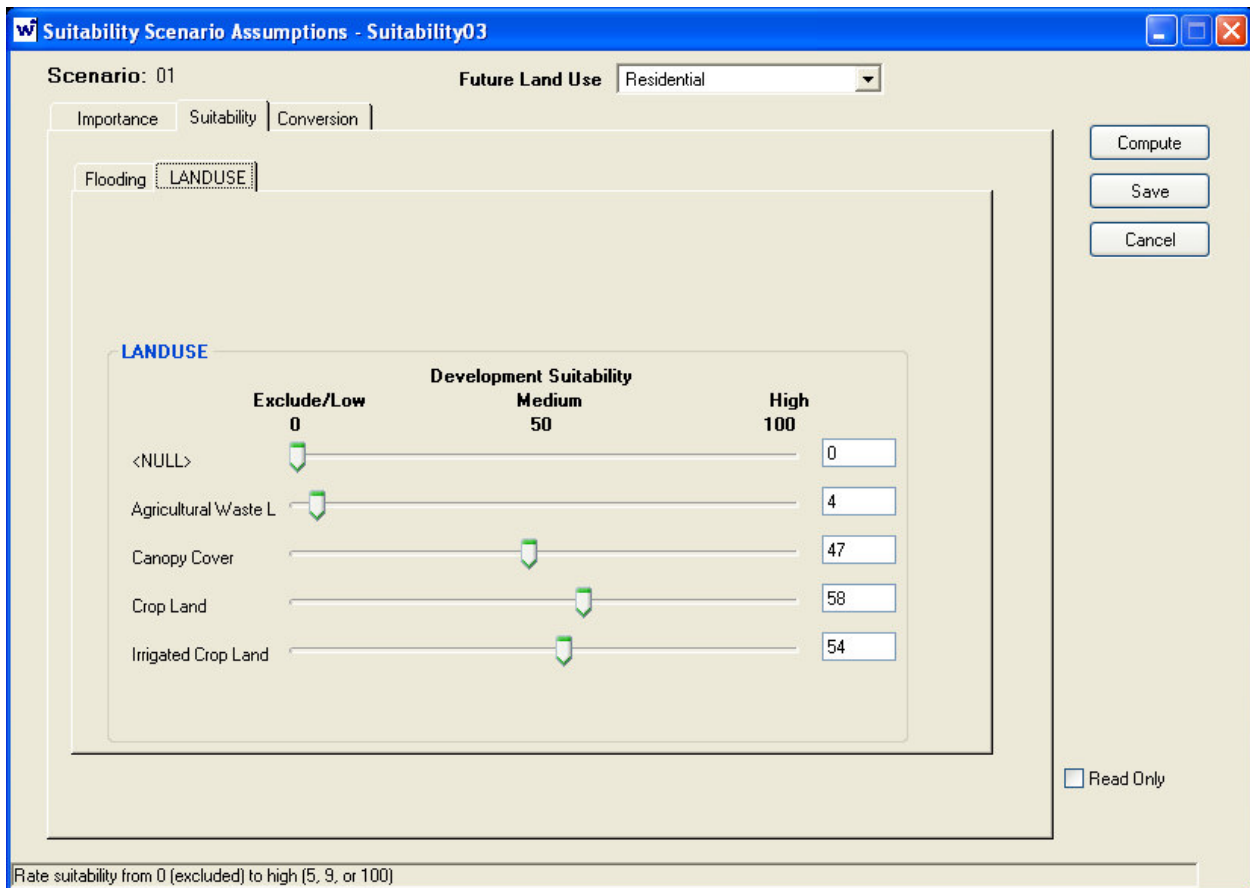 Suitability Scenario Assumptions - Suitability03
Scenario: 01 Future Land Use Residential
Importance Suitability Conversion
Compute
Flooding LANDUSE
Save
Cancel
LANDUSE
Development Suitability
Exclude/Low Medium High
0 50 100
<NULL> 0
Agricultural Waste L 4
Canopy Cover 47
Crop Land 58
Irrigated Crop Land 54
Read Only
Rate suitability from 0 (excluded) to high (5, 9, or 100)